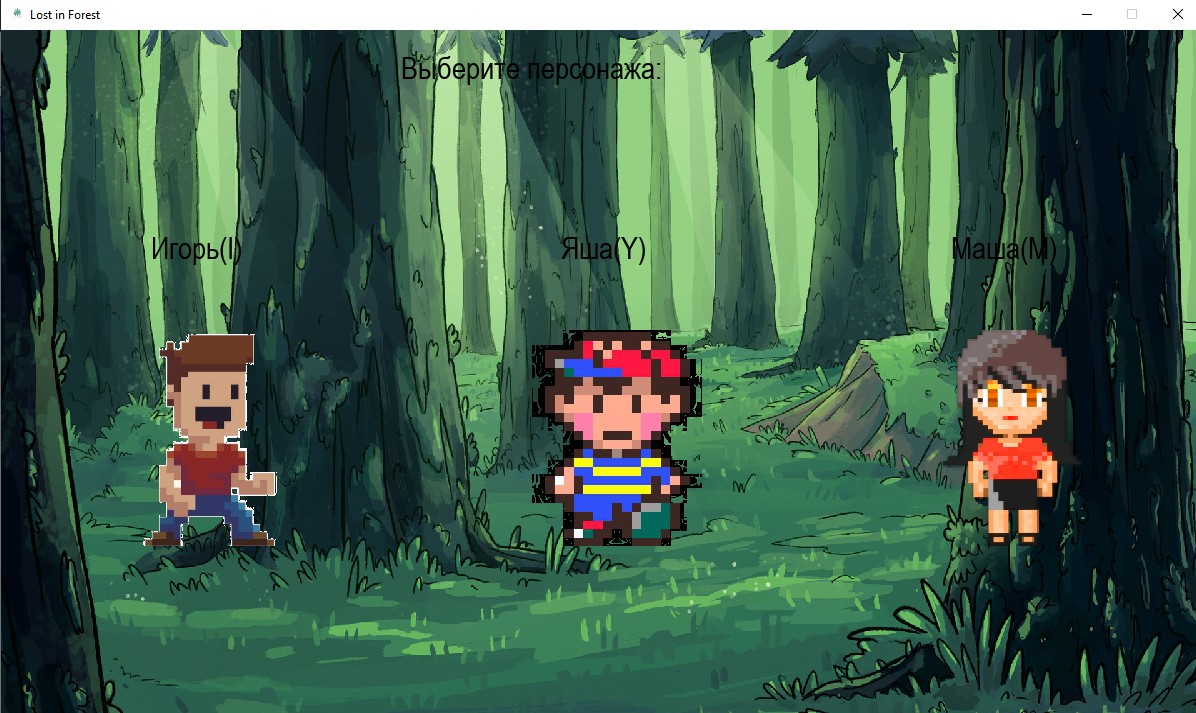 Lost in Forest
Выберите персонажа:
Игорь(I)
Яша(Y)
Маша(M)